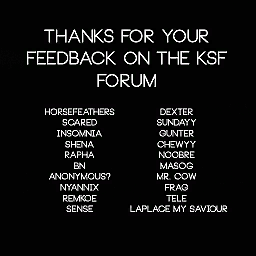 THANKS FOR YOUR
FEEDBACK ON THE KSF
FORUM
HORSEFEATHERS
SCARED
INSOMNIA
SHENA
RAPHA
BN
ANONYMOUS?
NYANNIX
REMKOE
SENSE
DEXTER
SUNDAYY
GUNTER
CHEWYY
NOOBRE
MASOG
MR. COW
FRAG
TELE
LAPLACE MY SAVIOUR